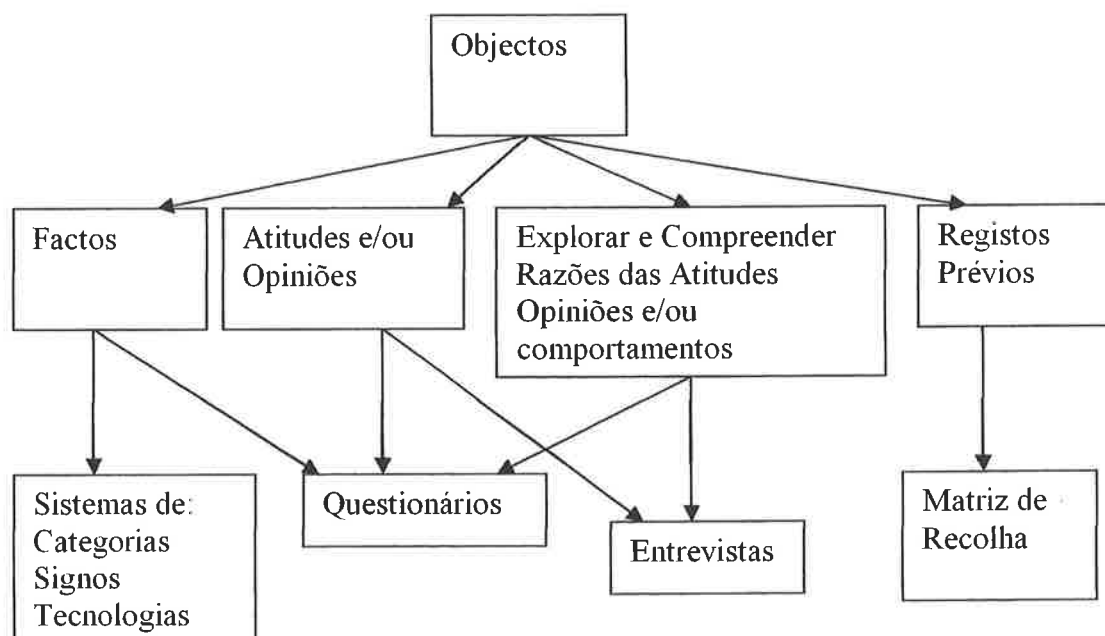 Objectos
Factos
Atitudes e/ou
Opiniões
Explorar e Compreender
Razões das Atitudes
Opiniões e/ou
comportamentos
Registos
Prévios
Sistemas de:
Categorias
Signos
Tecnologias
Questionários
Entrevistas
Matriz de
Recolha